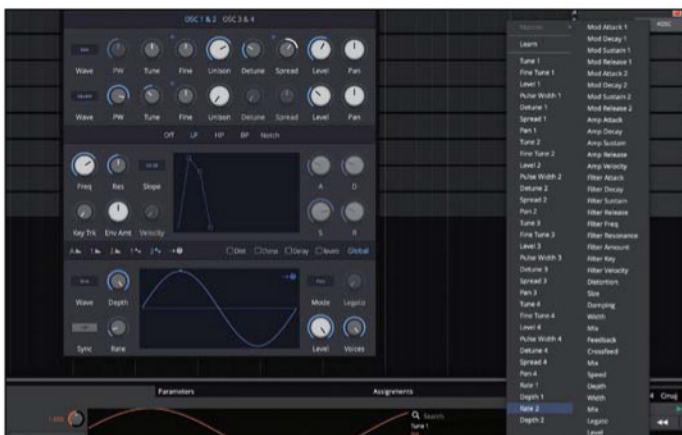 OSC 1 & 2 OSC 3 & 4
4OSC
Wave PW Tune Fine Unison Detune Spread Level Pan
Wave PW Tune Fine Unison Detune Spread Level Pan
Off LP HP BP Notch
Freq Res Slope A D
Key Trk Env Amt Velocity S R
Dist Chorus Delay Reverb Global
Wave Depth Mode Legato
Sync Rate Level Voices
Parameters Assignments
Search
Tune 1
Learn
Tune 1
Fine Tune 1
Level 1
Pulse Width 1
Detune 1
Spread 1
Pan 1
Tune 2
Fine Tune 2
Level 2
Pulse Width 2
Detune 2
Spread 2
Pan 2
Tune 3
Fine Tune 3
Level 3
Pulse Width 3
Detune 3
Spread 3
Pan 3
Tune 4
Fine Tune 4
Level 4
Pulse Width 4
Detune 4
Spread 4
Pan 4
Rate 1
Depth 1
Rate 2
Depth 2
Mod Attack 1
Mod Decay 1
Mod Sustain 1
Mod Release 1
Mod Attack 2
Mod Decay 2
Mod Sustain 2
Mod Release 2
Amp Attack
Amp Decay
Amp Sustain
Amp Release
Amp Velocity
Filter Attack
Filter Decay
Filter Sustain
Filter Release
Filter Freq
Filter Resonance
Filter Amount
Filter Key
Filter Velocity
Distortion
Size
Damping
Width
Mix
Feedback
Crossfeed
Mix
Speed
Depth
Width
Mix
Legato
Level